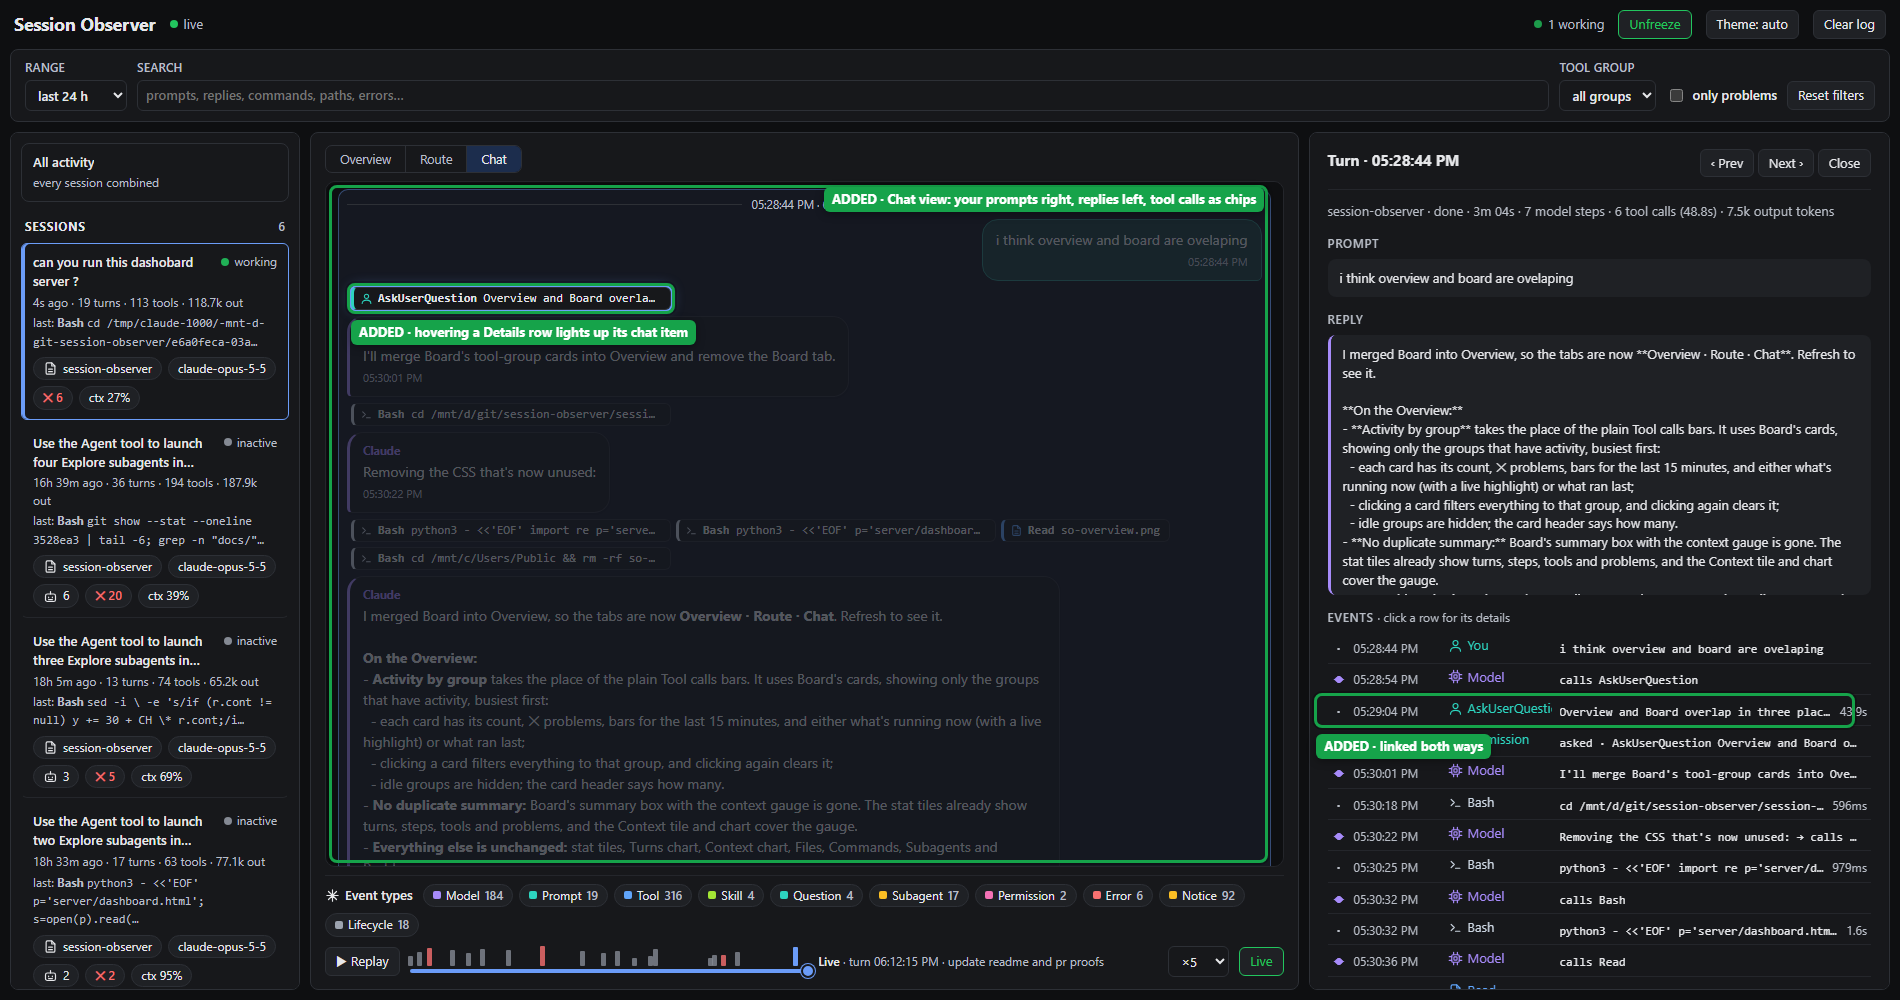 Session Observer
live
1 working
Unfreeze
Theme: auto
Clear log
RANGE
last 24 h
SEARCH
prompts, replies, commands, paths, errors...
TOOL GROUP
all groups
only problems
Reset filters
All activity
every session combined
SESSIONS 6
can you run this dashobard server ?
working
4s ago · 19 turns · 113 tools · 118.7k out
last: Bash cd /tmp/claude-1000/-mnt-d-
git-session-observer/e6a0feca-03a…
session-observer
claude-opus-5-5
✕ 6
ctx 27%
Use the Agent tool to launch
four Explore subagents in...
inactive
16h 39m ago · 36 turns · 194 tools · 187.9k
out
last: Bash git show --stat --oneline
3528ea3 | tail -6; grep -n "docs/"…
session-observer
claude-opus-5-5
6
✕ 20
ctx 39%
Use the Agent tool to launch
three Explore subagents in...
inactive
18h 5m ago · 13 turns · 74 tools · 65.2k out
last: Bash sed -i \ -e 's/if (r.cont !=
null) y += 30 + CH \* r.cont;/i…
session-observer
claude-opus-5-5
3
✕ 5
ctx 69%
Use the Agent tool to launch
two Explore subagents in...
inactive
18h 33m ago · 17 turns · 63 tools · 77.1k out
last: Bash python3 - <<'EOF'
p='server/dashboard.html';
s=open(p).read(…
session-observer
claude-opus-5-5
2
✕ 2
ctx 95%
Overview
Route
Chat
05:28:44 PM ·
ADDED · Chat view: your prompts right, replies left, tool calls as chips
i think overview and board are ovelaping
05:28:44 PM
AskUserQuestion Overview and Board overla…
ADDED · hovering a Details row lights up its chat item
I'll merge Board's tool-group cards into Overview and remove the Board tab.
05:30:01 PM
Bash cd /mnt/d/git/session-observer/sessi…
Claude
Removing the CSS that's now unused:
05:30:22 PM
Bash python3 - <<'EOF' import re p='serve…
Bash python3 - <<'EOF' p='server/dashboar…
Read so-overview.png
Bash cd /mnt/c/Users/Public && rm -rf so-…
Claude
I merged Board into Overview, so the tabs are now Overview · Route · Chat. Refresh to see it.
On the Overview:
- Activity by group takes the place of the plain Tool calls bars. It uses Board's cards, showing only the groups
that have activity, busiest first:
- each card has its count, ✕ problems, bars for the last 15 minutes, and either what's running now (with a live
highlight) or what ran last;
- clicking a card filters everything to that group, and clicking again clears it;
- idle groups are hidden; the card header says how many.
- No duplicate summary: Board's summary box with the context gauge is gone. The stat tiles already show
turns, steps, tools and problems, and the Context tile and chart cover the gauge.
- Everything else is unchanged: stat tiles, Turns chart, Context chart, Files, Commands, Subagents and
Event types
Model 184
Prompt 19
Tool 316
Skill 4
Question 4
Subagent 17
Permission 2
Error 6
Notice 92
Lifecycle 18
Replay
Live · turn 06:12:15 PM · update readme and pr proofs
×5
Live
Turn · 05:28:44 PM
‹ Prev
Next ›
Close
session-observer · done · 3m 04s · 7 model steps · 6 tool calls (48.8s) · 7.5k output tokens
PROMPT
i think overview and board are ovelaping
REPLY
I merged Board into Overview, so the tabs are now **Overview · Route · Chat**. Refresh to
see it.
**On the Overview:**
- **Activity by group** takes the place of the plain Tool calls bars. It uses Board's cards,
showing only the groups that have activity, busiest first:
- each card has its count, ✕ problems, bars for the last 15 minutes, and either what's
running now (with a live highlight) or what ran last;
- clicking a card filters everything to that group, and clicking again clears it;
- idle groups are hidden; the card header says how many.
- **No duplicate summary:** Board's summary box with the context gauge is gone. The
stat tiles already show turns, steps, tools and problems, and the Context tile and chart
cover the gauge.
EVENTS · click a row for its details
05:28:44 PM You i think overview and board are ovelaping
05:28:54 PM Model calls AskUserQuestion
05:29:04 PM AskUserQuesti Overview and Board overlap in three plac… 43.9s
ADDED · linked both ways
mission asked · AskUserQuestion Overview and Board o…
05:30:01 PM Model I'll merge Board's tool-group cards into Ove…
05:30:18 PM Bash cd /mnt/d/git/session-observer/session-… 596ms
05:30:22 PM Model Removing the CSS that's now unused: → calls …
05:30:25 PM Bash python3 - <<'EOF' import re p='server/d… 979ms
05:30:32 PM Model calls Bash
05:30:32 PM Bash python3 - <<'EOF' p='server/dashboard.htm… 1.6s
05:30:36 PM Model calls Read